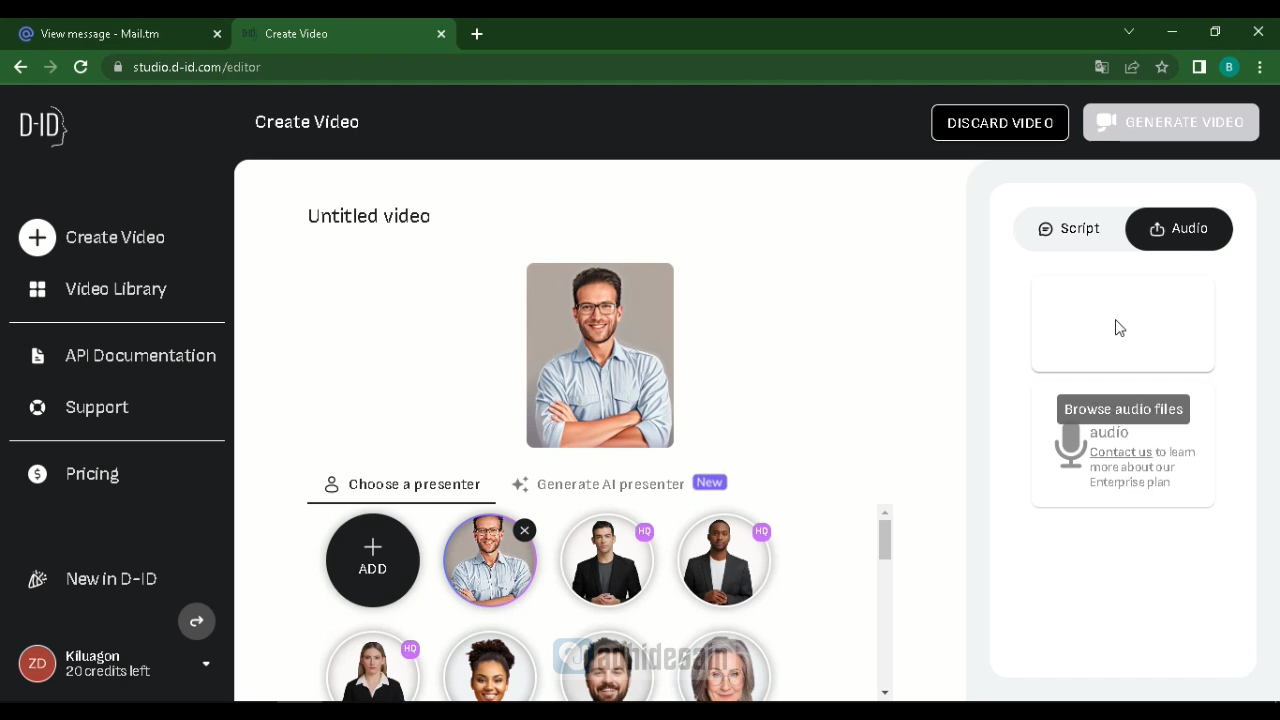 View message - Mail.tm
Create Video
studio.d-id.com/editor
B
D-ID
Create Video
DISCARD VIDEO
GENERATE VIDEO
Create Video
Video Library
API Documentation
Support
Pricing
New in D-ID
ZD
Kiluagon
20 credits left
Untitled video
Choose a presenter
Generate AI presenter
New
ADD
HQ
HQ
HQ
Script
Audio
Browse audio files
audio
Contact us to learn
more about our
Enterprise plan